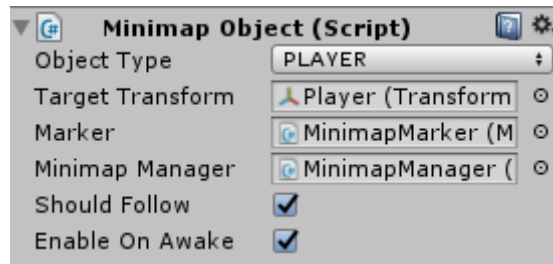 Minimap Object (Script)
Object Type PLAYER
Target Transform Player (Transform
Marker MinimapMarker (M
Minimap Manager MinimapManager (
Should Follow
Enable On Awake